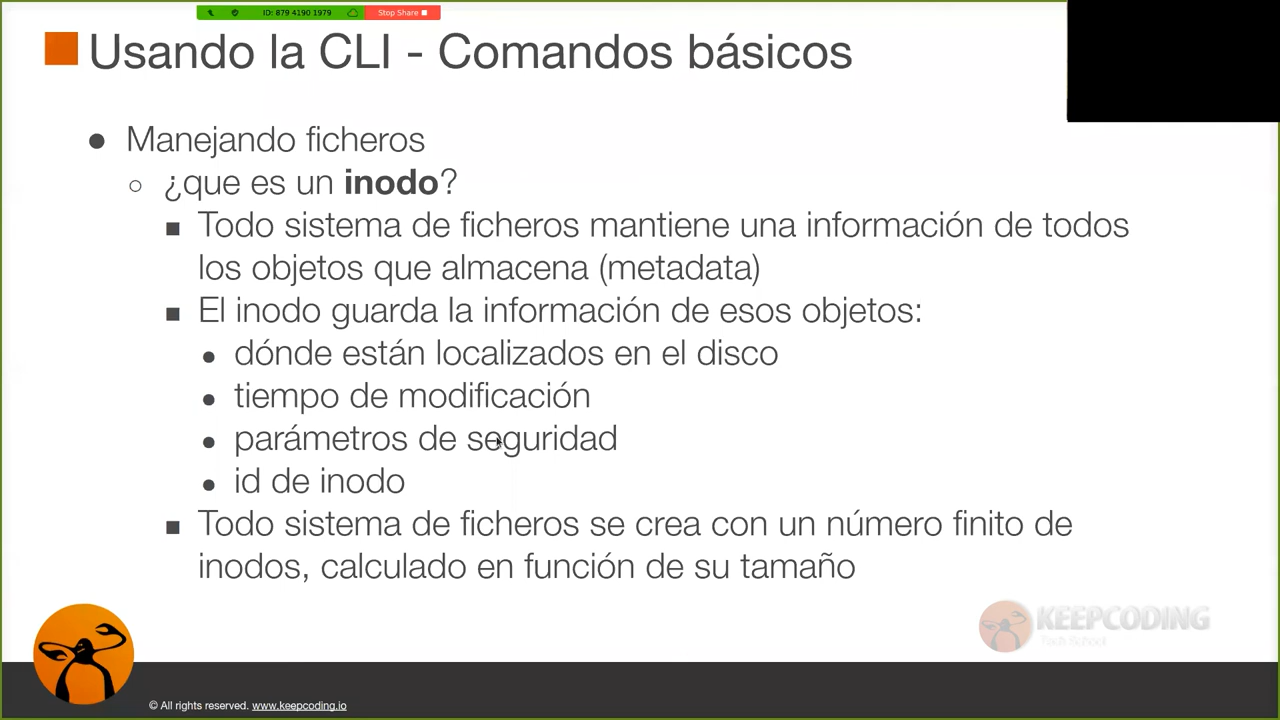 ID: 879 4190 1979
Stop Share
Usando la CLI - Comandos básicos
● Manejando ficheros
○ ¿que es un inodo?
■ Todo sistema de ficheros mantiene una información de todos
los objetos que almacena (metadata)
■ El inodo guarda la información de esos objetos:
● dónde están localizados en el disco
● tiempo de modificación
● parámetros de seguridad
● id de inodo
■ Todo sistema de ficheros se crea con un número finito de
inodos, calculado en función de su tamaño
KEEPCODING
Tech School
© All rights reserved. www.keepcoding.io